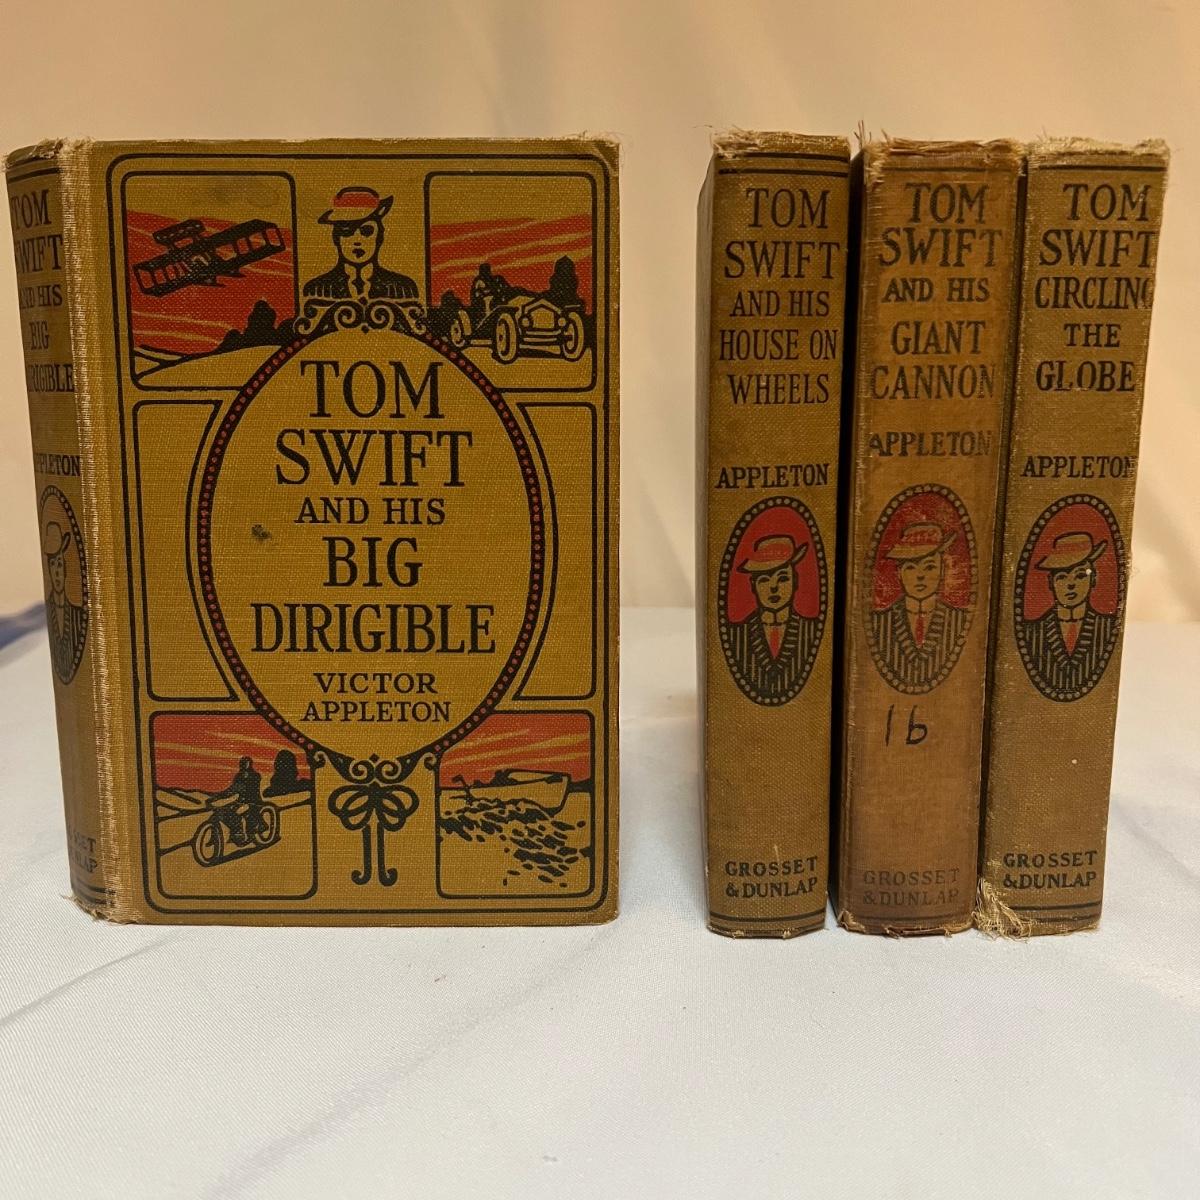 TOM
SWIFT
AND HIS
BIG
DIRIGIBLE
APPLETON
TOM
SWIFT
AND HIS
BIG
DIRIGIBLE
VICTOR
APPLETON
TOM
SWIFT
AND HIS
HOUSE ON
WHEELS
APPLETON
GROSSET
& DUNLAP
TOM
SWIFT
AND HIS
GIANT
CANNON
APPLETON
16
GROSSET
& DUNLAP
TOM
SWIFT
CIRCLING
THE
GLOBE
APPLETON
GROSSET
& DUNLAP